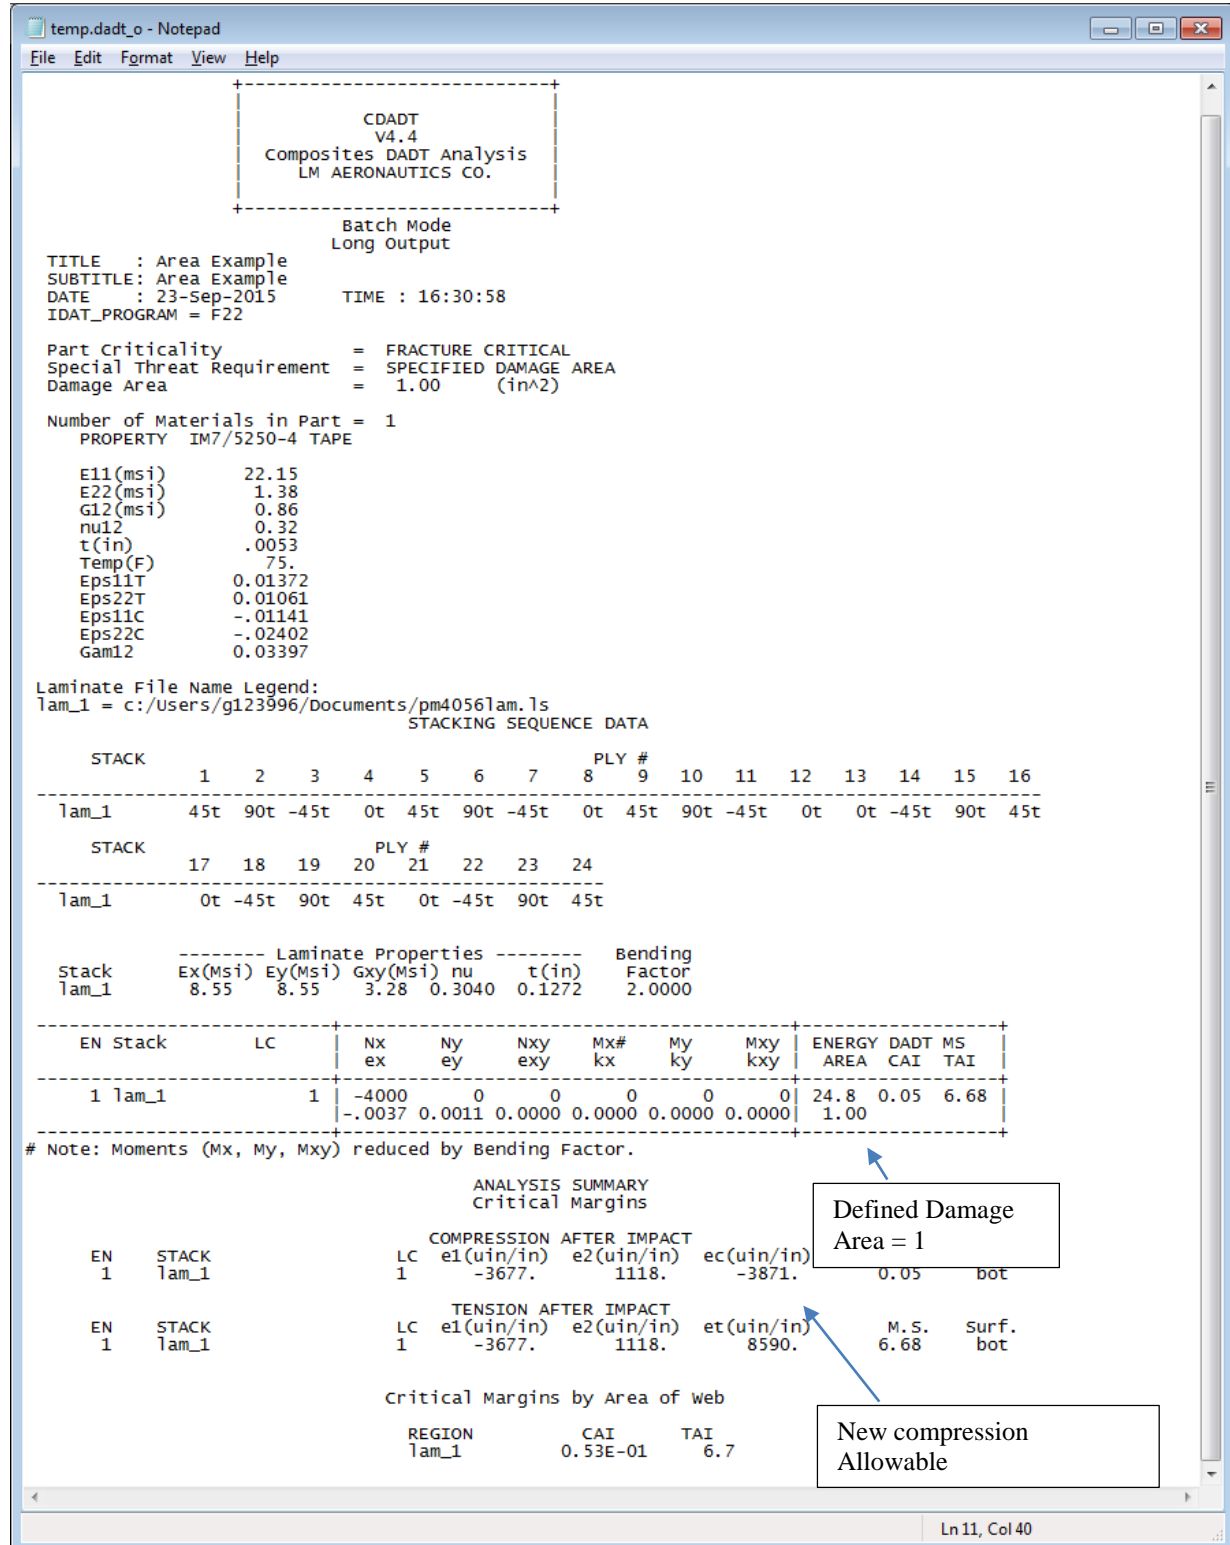 temp.dadt_o - Notepad
File Edit Format View Help
+----------------------------+
CDADT
V4.4
Composites DADT Analysis
LM AERONAUTICS CO.
+----------------------------+
Batch Mode
Long Output
TITLE : Area Example
SUBTITLE: Area Example
DATE : 23-Sep-2015 TIME : 16:30:58
IDAT_PROGRAM = F22
Part Criticality = FRACTURE CRITICAL
Special Threat Requirement = SPECIFIED DAMAGE AREA
Damage Area = 1.00 (in^2)
Number of Materials in Part = 1
PROPERTY IM7/5250-4 TAPE
E11(msi) 22.15
E22(msi) 1.38
G12(msi) 0.86
nu12 0.32
t(in) .0053
Temp(F) 75.
Eps11T 0.01372
Eps22T 0.01061
Eps11C -.01141
Eps22C -.02402
Gam12 0.03397
Laminate File Name Legend:
lam_1 = c:/Users/g123996/Documents/pm4056lam.ls
STACKING SEQUENCE DATA
STACK PLY #
1 2 3 4 5 6 7 8 9 10 11 12 13 14 15 16
lam_1 45t 90t -45t 0t 45t 90t -45t 0t 45t 90t -45t 0t 0t -45t 90t 45t
STACK PLY #
17 18 19 20 21 22 23 24
lam_1 0t -45t 90t 45t 0t -45t 90t 45t
-------- Laminate Properties -------- Bending
Stack Ex(Msi) Ey(Msi) Gxy(Msi) nu t(in) Factor
lam_1 8.55 8.55 3.28 0.3040 0.1272 2.0000
EN Stack LC | Nx Ny Nxy Mx# My Mxy | ENERGY DADT MS |
| ex ey exy kx ky kxy | AREA CAI TAI |
1 lam_1 1 | -4000 0 0 0 0 0| 24.8 0.05 6.68 |
|-.0037 0.0011 0.0000 0.0000 0.0000 0.0000| 1.00 |
# Note: Moments (Mx, My, Mxy) reduced by Bending Factor.
ANALYSIS SUMMARY
Critical Margins
Defined Damage
Area = 1
COMPRESSION AFTER IMPACT
EN STACK LC e1(uin/in) e2(uin/in) ec(uin/in)
1 lam_1 1 -3677. 1118. -3871. 0.05 bot
TENSION AFTER IMPACT
EN STACK LC e1(uin/in) e2(uin/in) et(uin/in) M.S. Surf.
1 lam_1 1 -3677. 1118. 8590. 6.68 bot
Critical Margins by Area of Web
REGION CAI TAI
lam_1 0.53E-01 6.7
New compression
Allowable
Ln 11, Col 40